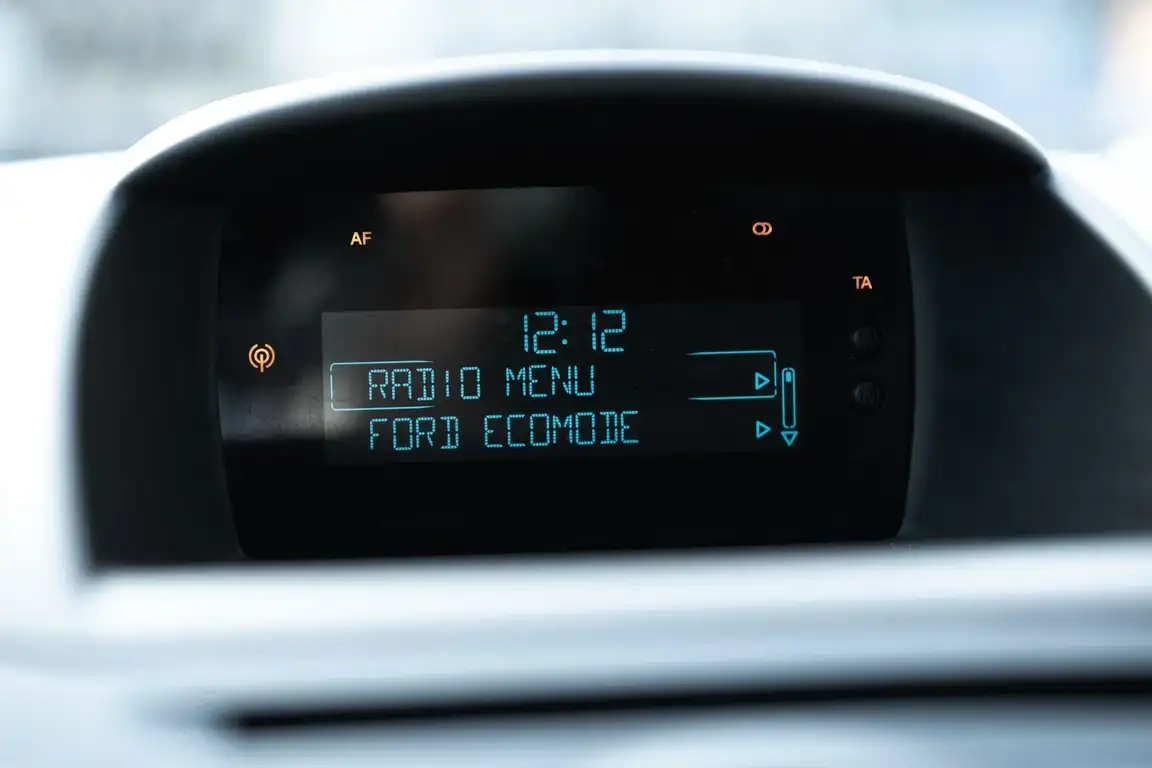 AF
TA
12:12
RADIO MENU
FORD ECOMODE